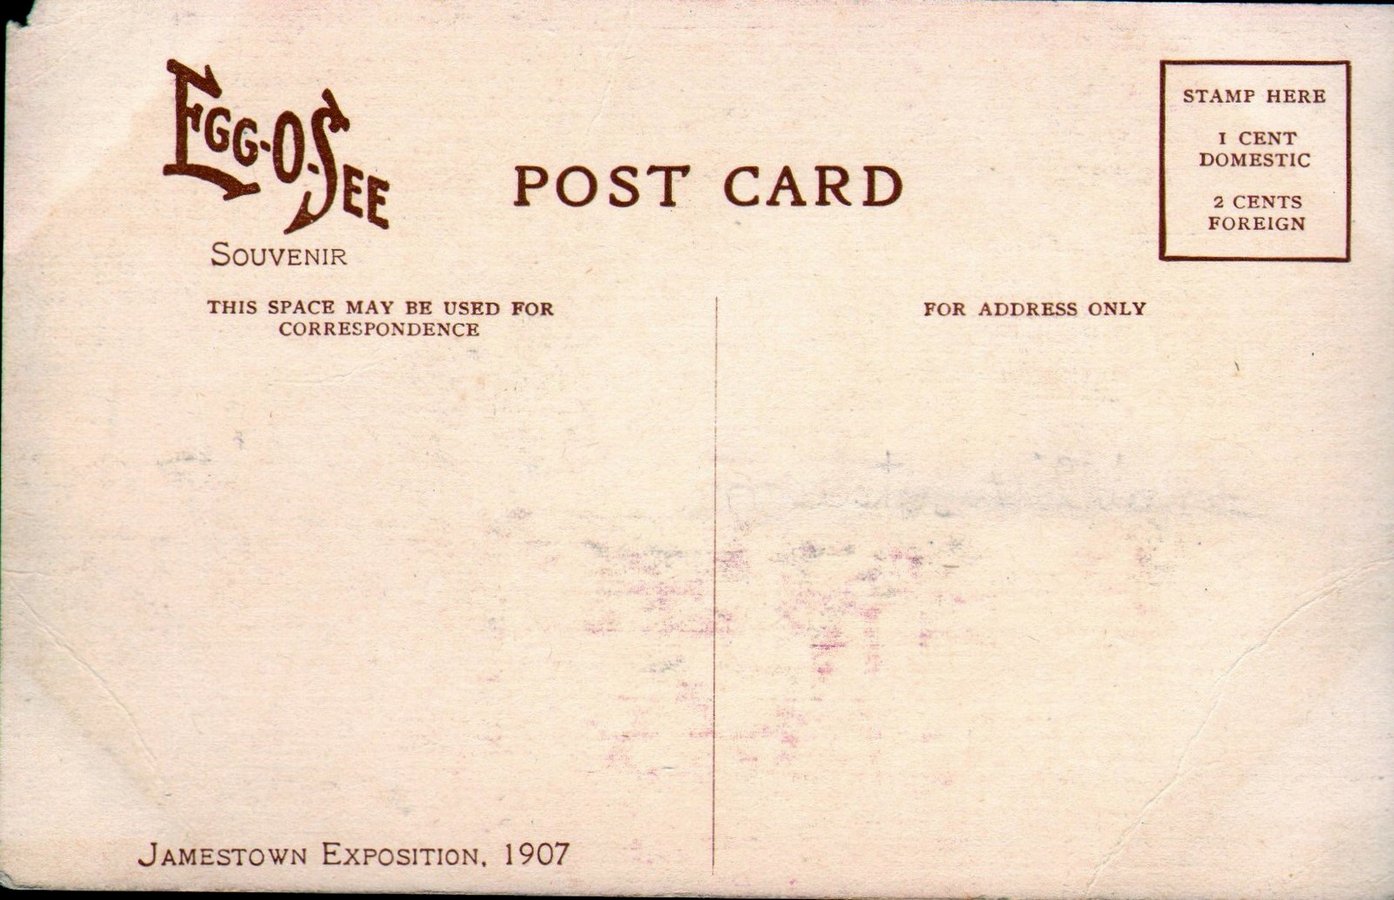 EGG-O-SEE
SOUVENIR
POST CARD
STAMP HERE
1 CENT
DOMESTIC
2 CENTS
FOREIGN
THIS SPACE MAY BE USED FOR
CORRESPONDENCE
FOR ADDRESS ONLY
JAMESTOWN EXPOSITION, 1907